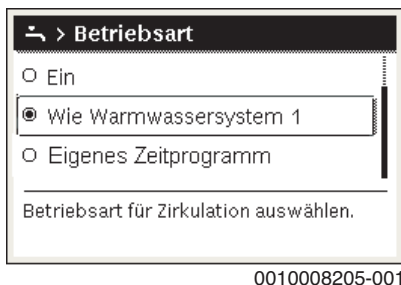 > Betriebsart
Ein
Wie Warmwassersystem 1
Eigenes Zeitprogramm
Betriebsart für Zirkulation auswählen.
0010008205-001